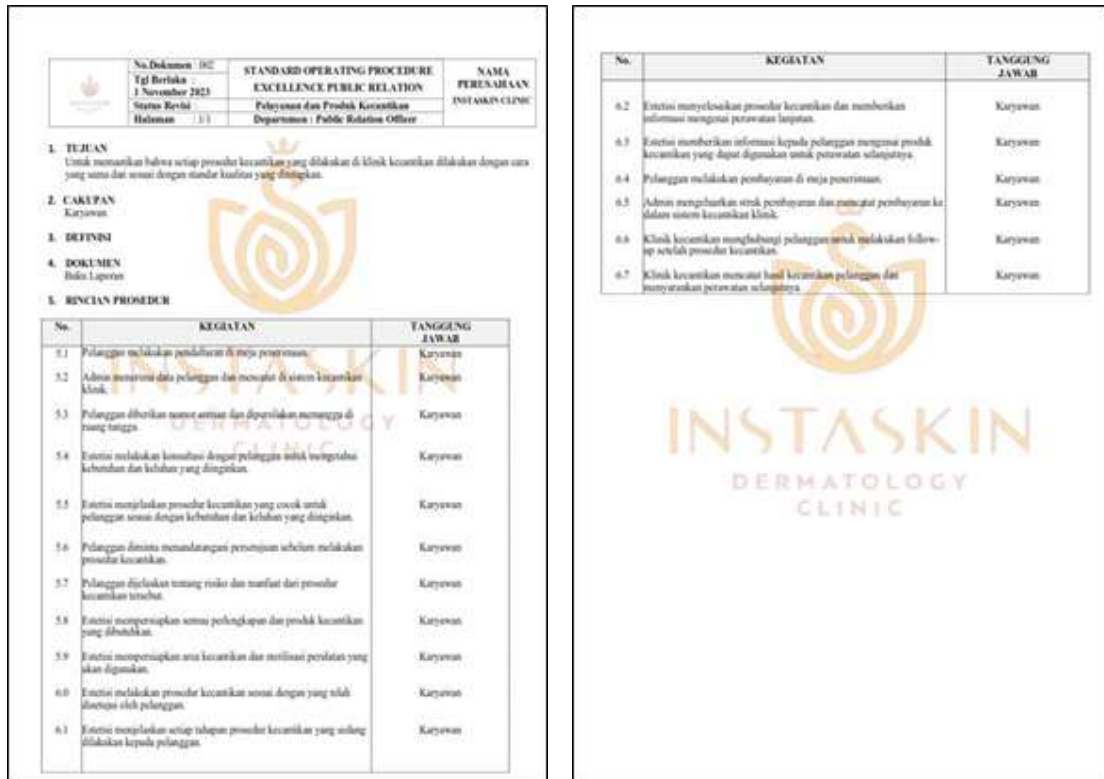 No.Dokumen : 002
Tgl Berlaku :
1 November 2023
Status Revisi :
Halaman : 1/1
STANDARD OPERATING PROCEDURE
EXCELLENCE PUBLIC RELATION
Pelayanan dan Produk Kecantikan
Departemen : Public Relation Officer
NAMA
PERUSAHAAN
INSTASKIN CLINIC
1. TUJUAN
Untuk memastikan bahwa setiap prosedur kecantikan yang dilakukan di klinik kecantikan dilakukan dengan cara
yang sama dan sesuai dengan standar kualitas yang ditetapkan.
2. CAKUPAN
Karyawan
3. DEFINISI
4. DOKUMEN
Buku Laporan
5. RINCIAN PROSEDUR
No. KEGIATAN TANGGUNG
JAWAB
5.1 Pelanggan melakukan pendaftaran di meja penerimaan. Karyawan
5.2 Admin menerima data pelanggan dan mencatat di sistem kecantikan Karyawan
klinik.
5.3 Pelanggan diberikan nomor antrian dan dipersilakan menunggu di Karyawan
ruang tunggu.
5.4 Estetisi melakukan konsultasi dengan pelanggan untuk mengetahui Karyawan
kebutuhan dan keluhan yang diinginkan.
5.5 Estetisi menjelaskan prosedur kecantikan yang cocok untuk Karyawan
pelanggan sesuai dengan kebutuhan dan keluhan yang diinginkan.
5.6 Pelanggan diminta menandatangani persetujuan sebelum melakukan Karyawan
prosedur kecantikan.
5.7 Pelanggan dijelaskan tentang risiko dan manfaat dari prosedur Karyawan
kecantikan tersebut.
5.8 Estetisi mempersiapkan semua perlengkapan dan produk kecantikan Karyawan
yang dibutuhkan.
5.9 Estetisi mempersiapkan area kecantikan dan sterilisasi peralatan yang Karyawan
akan digunakan.
6.0 Estetisi melakukan prosedur kecantikan sesuai dengan yang telah Karyawan
disetujui oleh pelanggan.
6.1 Estetisi menjelaskan setiap tahapan prosedur kecantikan yang sedang Karyawan
dilakukan kepada pelanggan.
INSTASKIN
DERMATOLOGY
CLINIC
No. KEGIATAN TANGGUNG
JAWAB
6.2 Estetisi menyelesaikan prosedur kecantikan dan memberikan Karyawan
informasi mengenai perawatan lanjutan.
6.3 Estetisi memberikan informasi kepada pelanggan mengenai produk Karyawan
kecantikan yang dapat digunakan untuk perawatan selanjutnya.
6.4 Pelanggan melakukan pembayaran di meja penerimaan. Karyawan
6.5 Admin mengeluarkan struk pembayaran dan mencatat pembayaran ke Karyawan
dalam sistem kecantikan klinik.
6.6 Klinik kecantikan menghubungi pelanggan untuk melakukan follow- Karyawan
up setelah prosedur kecantikan.
6.7 Klinik kecantikan mencatat hasil kecantikan pelanggan dan Karyawan
menyarankan perawatan selanjutnya.
INSTASKIN
DERMATOLOGY
CLINIC